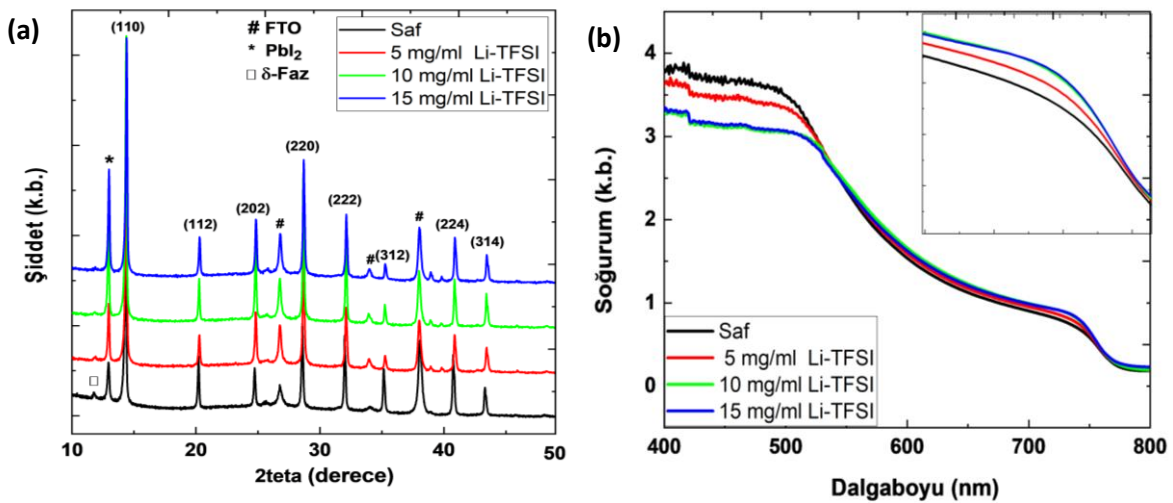 (a)
# FTO
* PbI₂
□ δ-Faz
Saf
5 mg/ml Li-TFSI
10 mg/ml Li-TFSI
15 mg/ml Li-TFSI
(110)
*
(112)
(202)
#
(220)
(222)
#
(312)
#
(224)
(314)
□
Şiddet (k.b.)
10 20 30 40 50
2teta (derece)
(b)
4
3
2
1
0
Soğurum (k.b.)
Saf
5 mg/ml Li-TFSI
10 mg/ml Li-TFSI
15 mg/ml Li-TFSI
400 500 600 700 800
Dalgaboyu (nm)